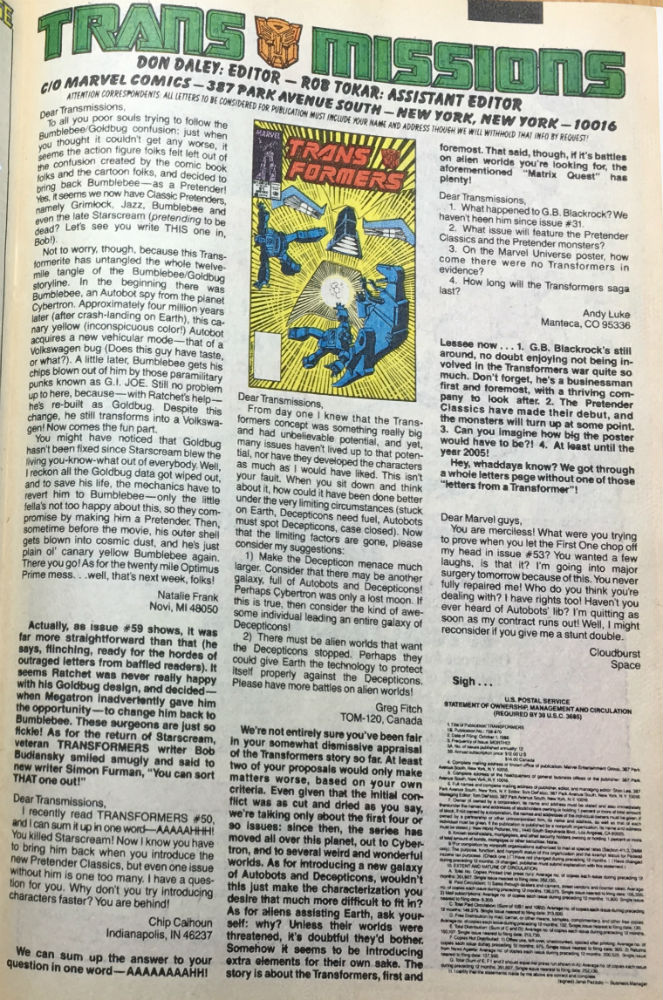 TRANS MISSIONS
DON DALEY: EDITOR – ROB TOKAR: ASSISTANT EDITOR
C/O MARVEL COMICS – 387 PARK AVENUE SOUTH – NEW YORK, NEW YORK – 10016
ATTENTION CORRESPONDENTS: ALL LETTERS TO BE CONSIDERED FOR PUBLICATION MUST INCLUDE YOUR NAME AND ADDRESS THOUGH WE WILL WITHHOLD THAT INFO BY REQUEST!
Dear Transmissions,
To all you poor souls trying to follow the
Bumblebee/Goldbug confusion: just when
you thought it couldn't get any worse, it
seems the action figure folks felt left out of
the confusion created by the comic book
folks and the cartoon folks, and decided to
bring back Bumblebee—as a Pretender!
Yes, it seems we now have Classic Pretenders,
namely Grimlock, Jazz, Bumblebee and
even the late Starscream (pretending to be
dead? Let's see you write THIS one in,
Bob!).
Not to worry, though, because this Trans-
formerite has untangled the whole twelve-
mile tangle of the Bumblebee/Goldbug
storyline. In the beginning there was
Bumblebee, an Autobot spy from the planet
Cybertron. Approximately four million years
later (after crash-landing on Earth), this ca-
nary yellow (inconspicuous color!) Autobot
acquires a new vehicular mode—that of a
Volkswagen bug (Does this guy have taste,
or what?). A little later, Bumblebee gets his
chips blown out of him by those paramilitary
punks known as G.I. JOE. Still no problem
up to here, because—with Ratchet's help—
he's re-built as Goldbug. Despite this
change, he still transforms into a Volkswa-
gen! Now comes the fun part.
You might have noticed that Goldbug
hasn't been fixed since Starscream blew the
living you-know-what out of everybody. Well,
I reckon all the Goldbug data got wiped out,
and to save his life, the mechanics have to
revert him to Bumblebee—only the little
fella's not too happy about this, so they com-
promise by making him a Pretender. Then,
sometime before the movie, his outer shell
gets blown into cosmic dust, and he's just
plain ol' canary yellow Bumblebee again.
There you go! As for the twenty mile Optimus
Prime mess. . .well, that's next week, folks!
Natalie Frank
Novi, MI 48050
Actually, as issue #59 shows, it was
far more straightforward than that (he
says, flinching, ready for the hordes of
outraged letters from baffled readers). It
seems Ratchet was never really happy
with his Goldbug design, and decided—
when Megatron inadvertently gave him
the opportunity—to change him back to
Bumblebee. These surgeons are just so
fickle! As for the return of Starscream,
veteran TRANSFORMERS writer Bob
Budiansky smiled smugly and said to
new writer Simon Furman, "You can sort
THAT one out!"
Dear Transmissions,
I recently read TRANSFORMERS #50,
and I can sum it up in one word—AAAAAHHH!
You killed Starscream! Now I know you have
to bring him back when you introduce the
new Pretender Classics, but even one issue
without him is one too many. I have a ques-
tion for you. Why don't you try introducing
characters faster? You are behind!
Chip Calhoun
Indianapolis, IN 46237
We can sum up the answer to your
question in one word—AAAAAAAAHH!
MARVEL
TRANS
FORMERS
Dear Transmissions,
From day one I knew that the Trans-
formers concept was something really big
and had unbelievable potential, and yet,
many issues haven't lived up to that poten-
tial, nor have they developed the characters
as much as I would have liked. This isn't
your fault. When you sit down and think
about it, how could it have been done better
under the very limiting circumstances (stuck
on Earth, Decepticons need fuel, Autobots
must spot Decepticons, case closed). Now
that the limiting factors are gone, please
consider my suggestions:
1) Make the Decepticon menace much
larger. Consider that there may be another
galaxy, full of Autobots and Decepticons!
Perhaps Cybertron was only a lost moon. If
this is true, then consider the kind of awe-
some individual leading an entire galaxy of
Decepticons!
2) There must be alien worlds that want
the Decepticons stopped. Perhaps they
could give Earth the technology to protect
itself properly against the Decepticons.
Please have more battles on alien worlds!
Greg Fitch
TOM-120, Canada
We're not entirely sure you've been fair
in your somewhat dismissive appraisal
of the Transformers story so far. At least
two of your proposals would only make
matters worse, based on your own
criteria. Even given that the initial con-
flict was as cut and dried as you say,
we're talking only about the first four or
so issues: since then, the series has
moved all over this planet, out to Cyber-
tron, and to several weird and wonderful
worlds. As for introducing a new galaxy
of Autobots and Decepticons, wouldn't
this just make the characterization you
desire that much more difficult to fit in?
As for aliens assisting Earth, ask your-
self: why? Unless their worlds were
threatened, it's doubtful they'd bother.
Somehow it seems to be introducing
extra elements for their own sake. The
story is about the Transformers, first and
foremost. That said, though, if it's battles
on alien worlds you're looking for, the
aforementioned "Matrix Quest" has
plenty!
Dear Transmissions,
1. What happened to G.B. Blackrock? We
haven't heen him since issue #31.
2. What issue will feature the Pretender
Classics and the Pretender monsters?
3. On the Marvel Universe poster, how
come there were no Transformers in
evidence?
4. How long will the Transformers saga
last?
Andy Luke
Manteca, CO 95336
Lessee now . . . 1. G.B. Blackrock's still
around, no doubt enjoying not being in-
volved in the Transformers war quite so
much. Don't forget, he's a businessman
first and foremost, with a thriving com-
pany to look after. 2. The Pretender
Classics have made their debut, and
the monsters will turn up at some point.
3. Can you imagine how big the poster
would have to be?! 4. At least until the
year 2005!
Hey, whaddaya know? We got through
a whole letters page without one of those
"letters from a Transformer"!
Dear Marvel guys,
You are merciless! What were you trying
to prove when you let the First One chop off
my head in issue #53? You wanted a few
laughs, is that it? I'm going into major
surgery tomorrow because of this. You never
fully repaired me! Who do you think you're
dealing with? I have rights too! Haven't you
ever heard of Autobots' lib? I'm quitting as
soon as my contract runs out! Well, I might
reconsider if you give me a stunt double.
Cloudburst
Space
Sigh . . .
U.S. POSTAL SERVICE
STATEMENT OF OWNERSHIP, MANAGEMENT AND CIRCULATION
(REQUIRED BY 39 U.S.C. 3685)
1. Title of Publication: TRANSFORMERS